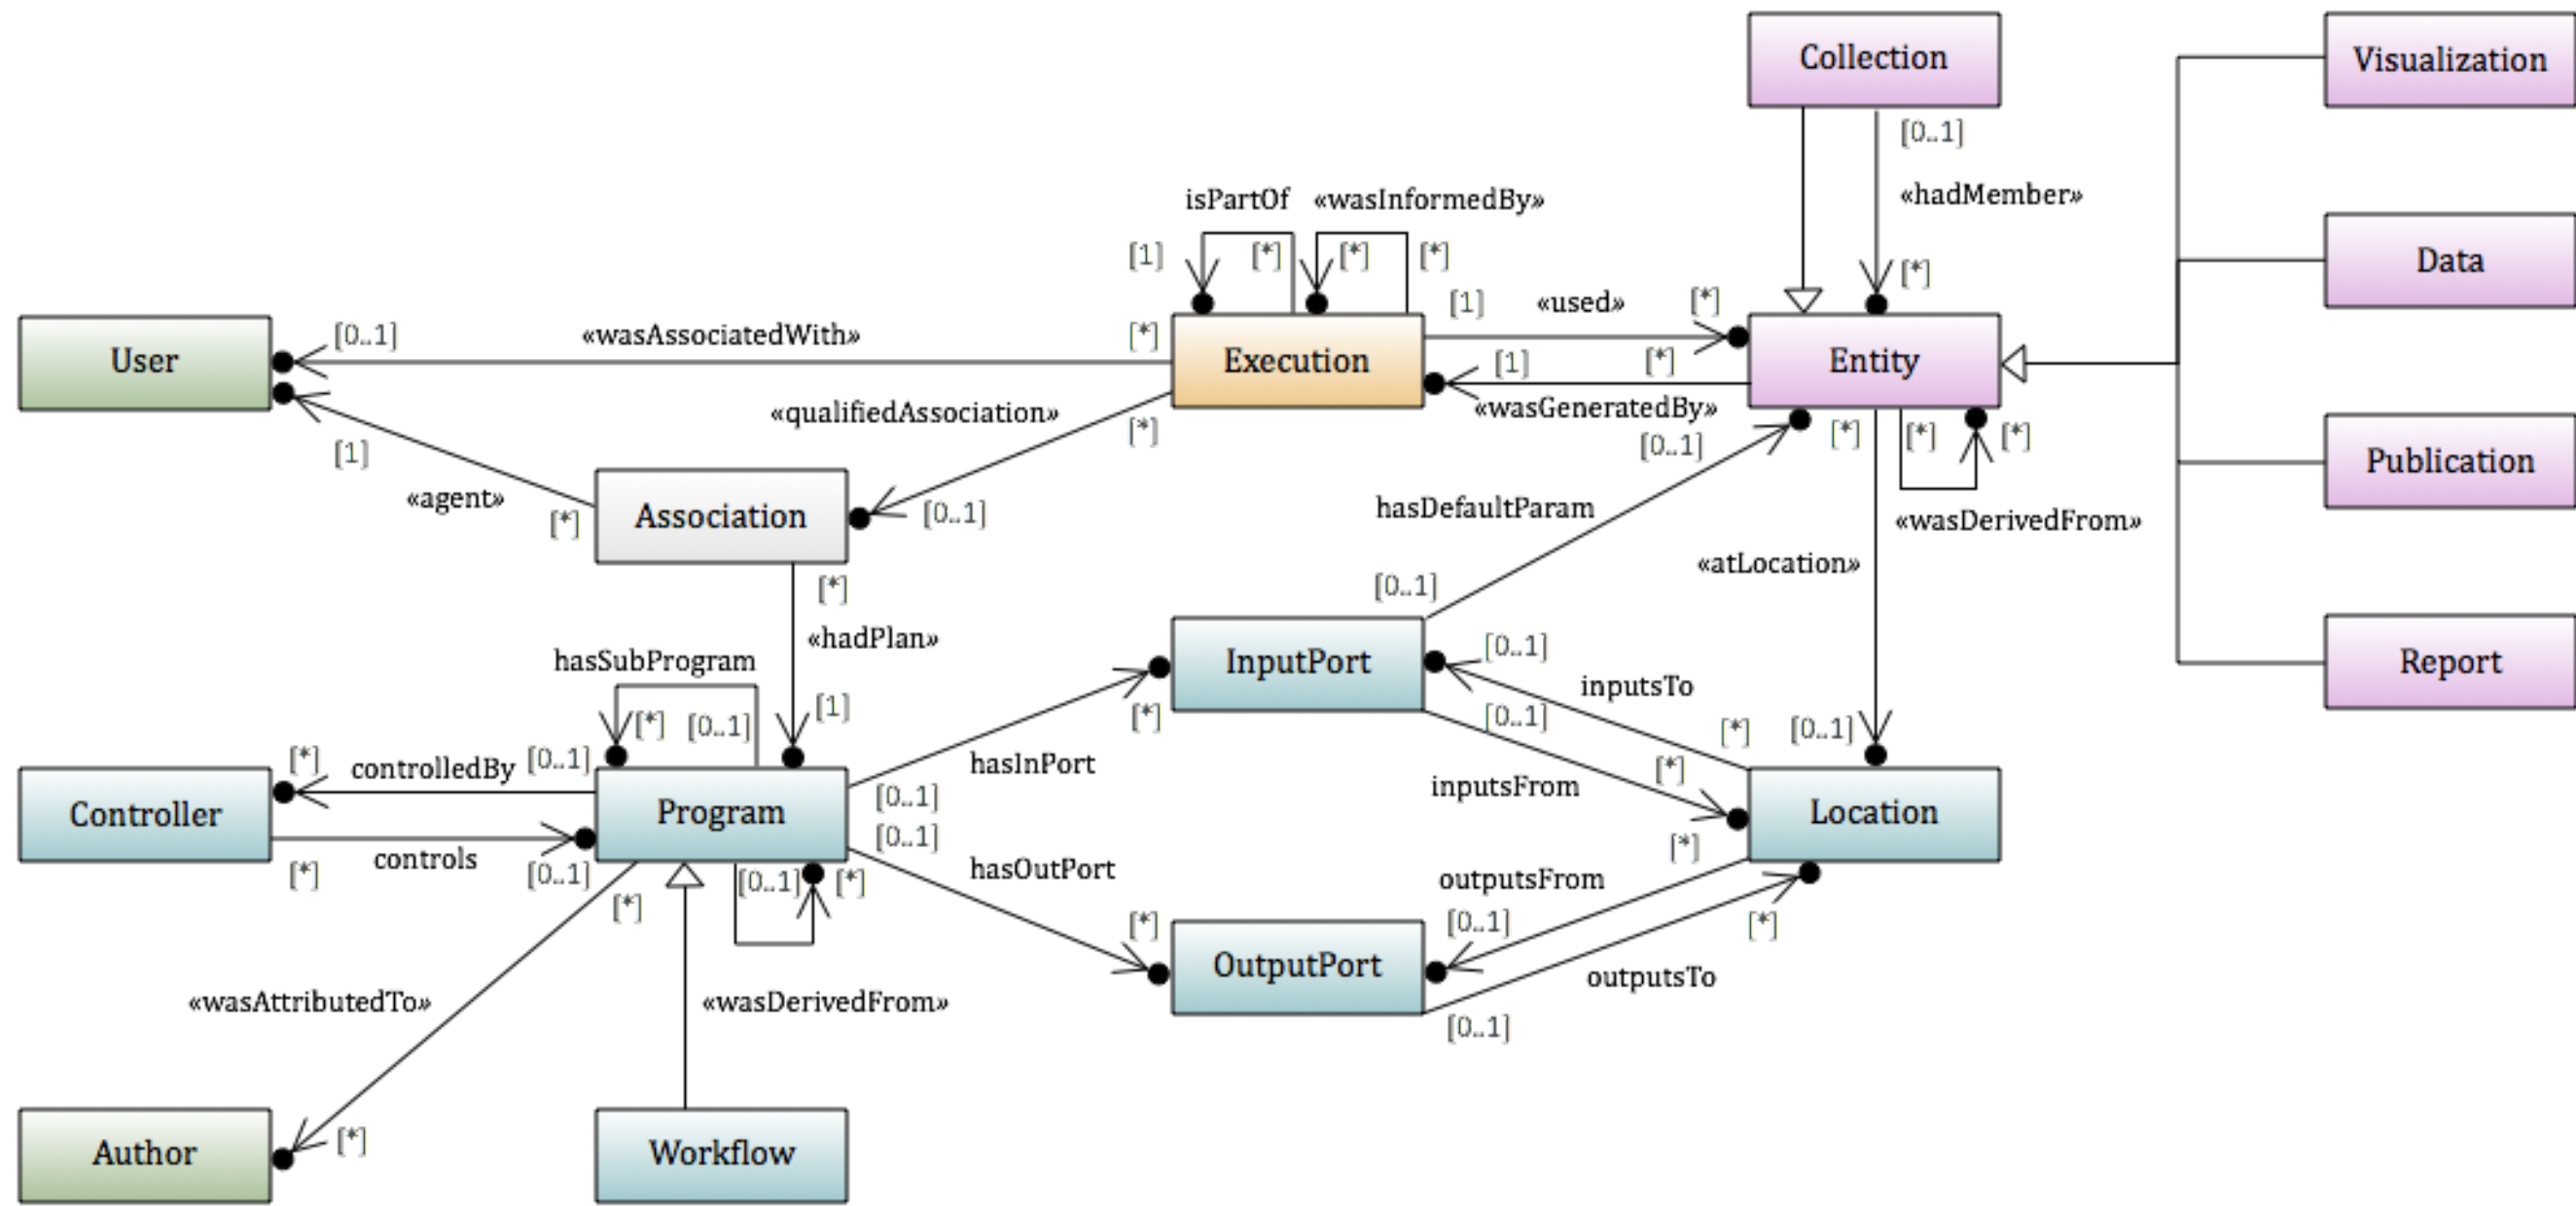 Collection
Visualization
[0..1]
«hadMember»
isPartOf
«wasInformedBy»
[1]
[*]
[*]
[*]
[*]
Data
User
[0..1]
«wasAssociatedWith»
[*]
Execution
[1]
«used»
[*]
[1]
[*]
«wasGeneratedBy»
Entity
«qualifiedAssociation»
[*]
[0..1]
[1]
«agent»
[*]
Association
[0..1]
[*]
[*]
[*]
«wasDerivedFrom»
Publication
hasDefaultParam
[0..1]
«atLocation»
[*]
«hadPlan»
[1]
hasSubProgram
[*]
[0..1]
InputPort
[0..1]
inputsTo
[*]
[0..1]
inputsFrom
[*]
[0..1]
Report
[*]
controlledBy
[0..1]
Controller
controls
[*]
[0..1]
Program
hasInPort
[0..1]
[*]
[0..1]
hasOutPort
[*]
Location
[*]
outputsFrom
[0..1]
[*]
outputsTo
[0..1]
OutputPort
[*]
[0..1]
[*]
«wasAttributedTo»
«wasDerivedFrom»
Author
[*]
Workflow